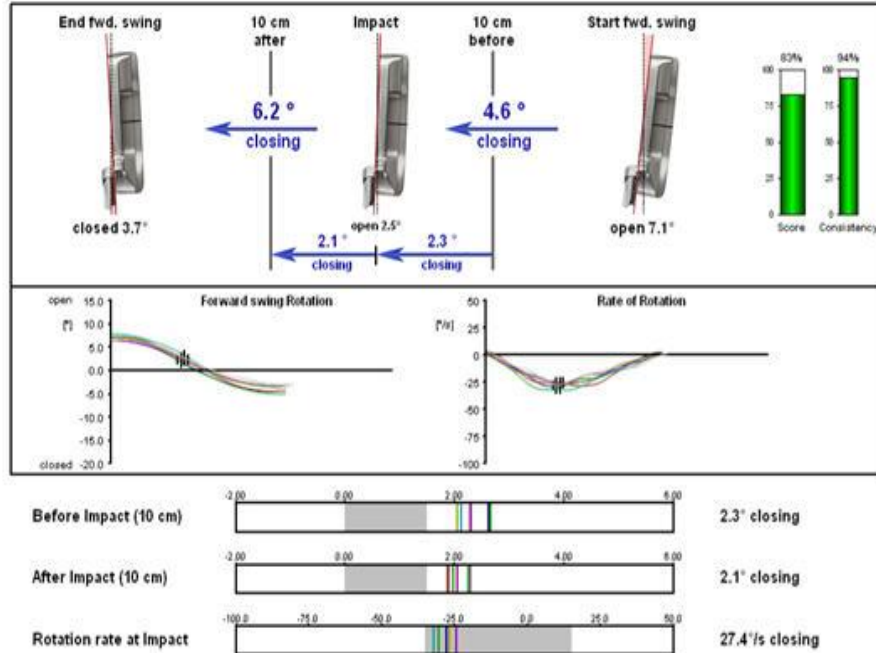 End fwd. swing 10 cm after Impact 10 cm before Start fwd. swing
83% 94%
100 100
75 75
50 50
25 25
0 0
Score Consistency
6.2 ° closing
4.6 ° closing
closed 3.7°
open 2.5°
open 7.1°
2.1 ° closing
2.3 ° closing
Forward swing Rotation
open 15.0
[°] 10.0
5.0
0.0
-5.0
-10.0
-15.0
closed -20.0
Rate of Rotation
50
[°/s] 25
0
-25
-50
-75
-100
-2.00 0.00 2.00 4.00 6.00
Before Impact (10 cm) 2.3° closing
-2.00 0.00 2.00 4.00 6.00
After Impact (10 cm) 2.1° closing
-100.0 -75.0 -50.0 -25.0 0.0 25.0 50.0
Rotation rate at Impact 27.4°/s closing